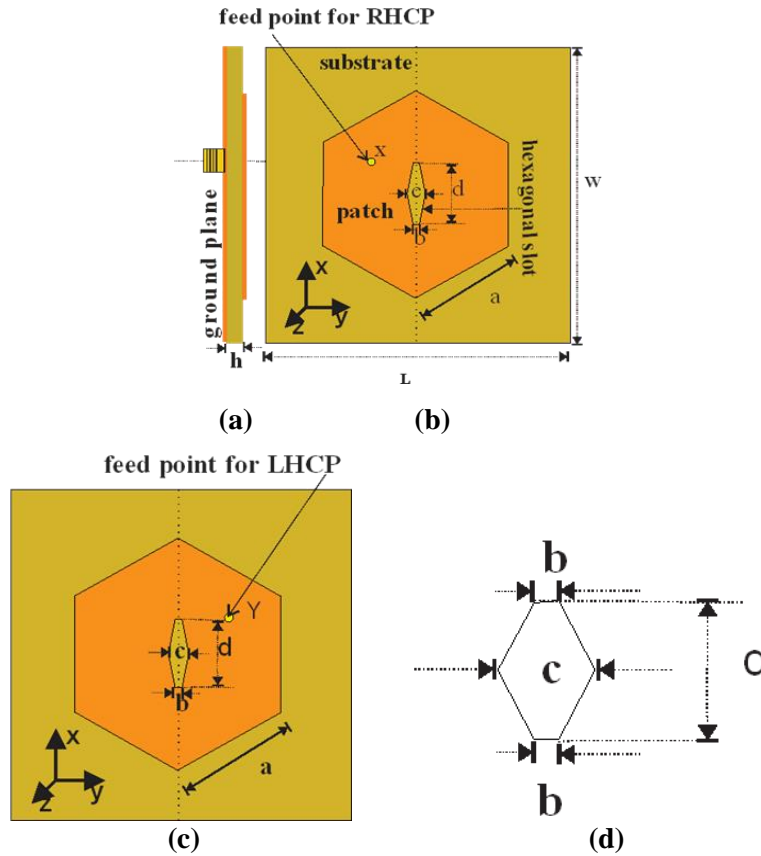 feed point for RHCP
substrate
x
hexagonal slot
W
c
d
patch
b
ground plane
x
y
z
a
h
L
(a)
(b)
feed point for LHCP
Y
c
d
b
x
y
z
a
(c)
b
c
b
(d)